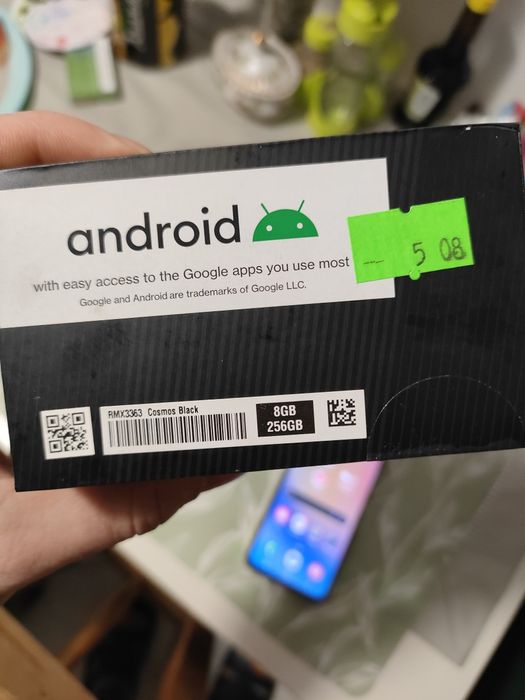 android
with easy access to the Google apps you use most
Google and Android are trademarks of Google LLC.
5 08
RMX3363 Cosmos Black
8GB
256GB